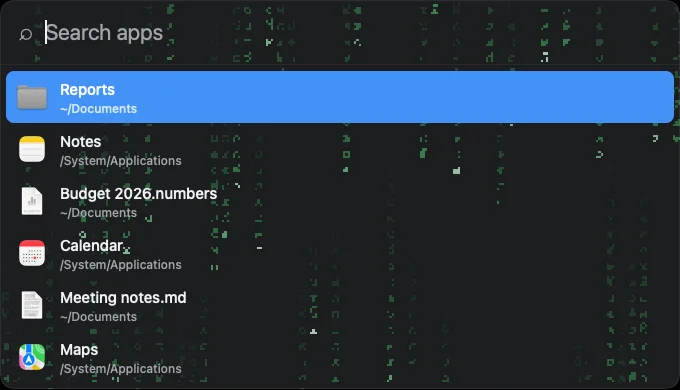 Search apps
Reports
~/Documents
Notes
/System/Applications
Budget 2026.numbers
~/Documents
Calendar
/System/Applications
Meeting notes.md
~/Documents
Maps
/System/Applications